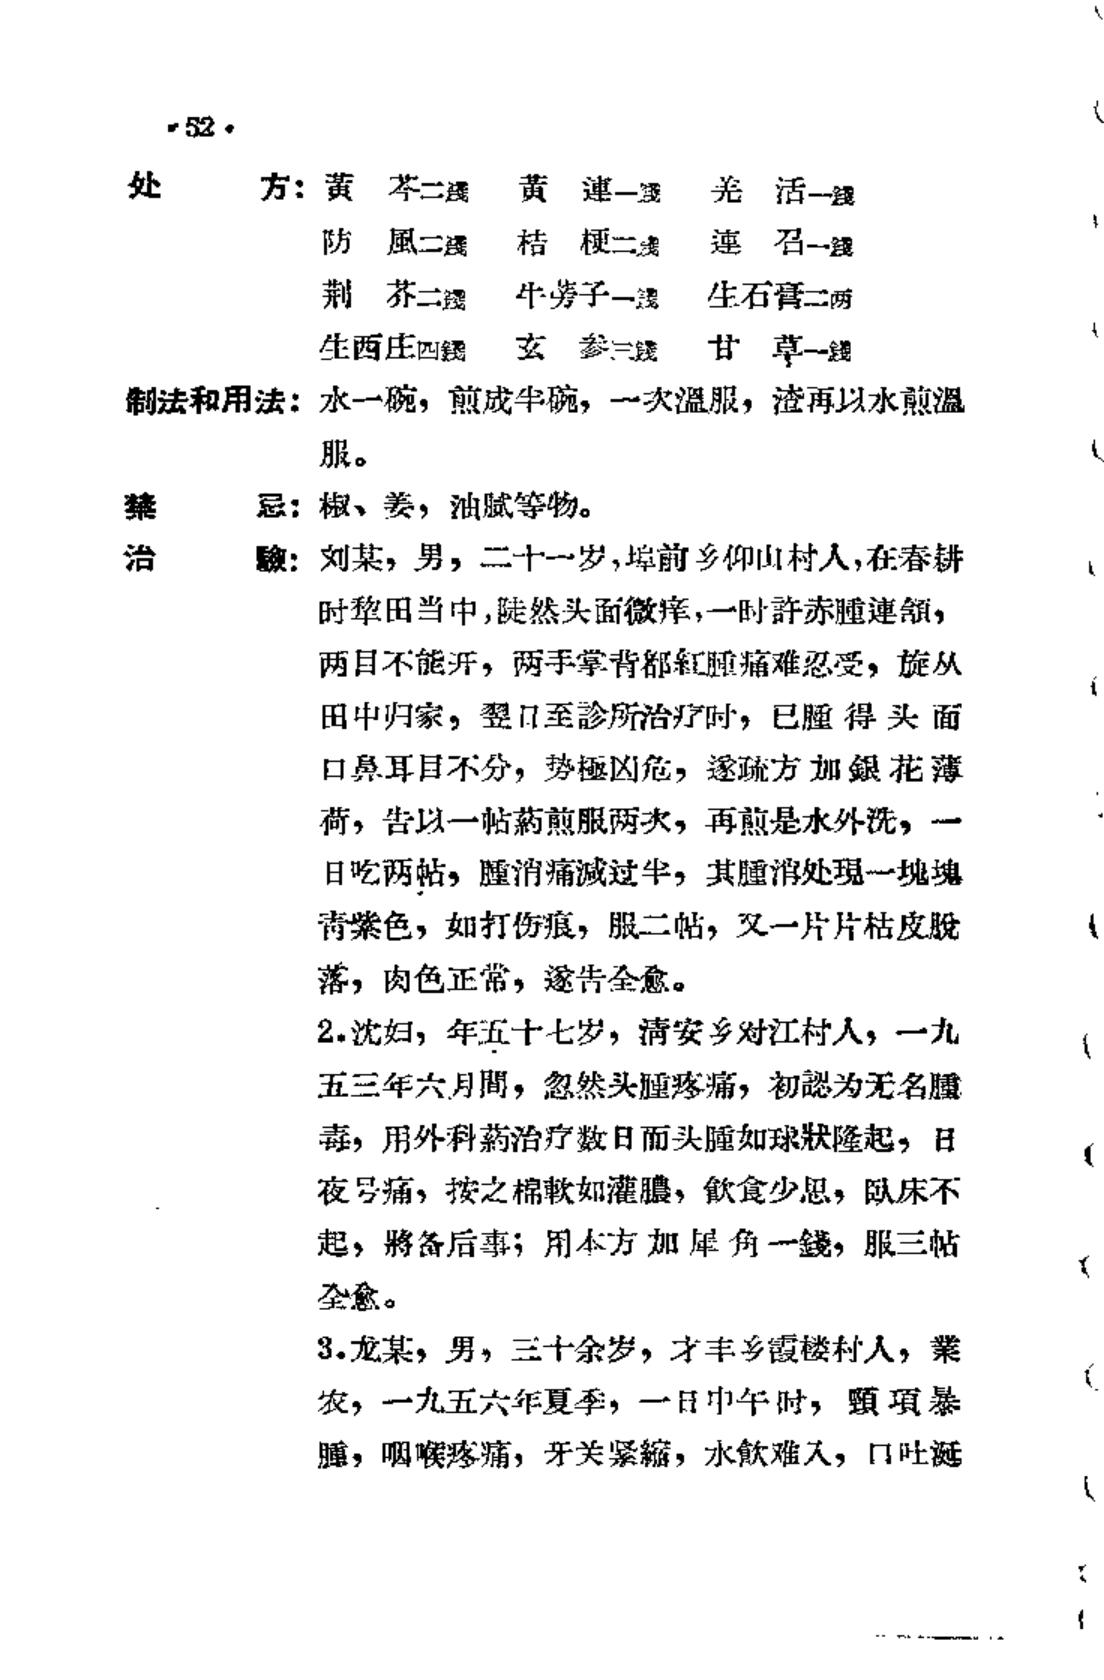 •52•
处　　方：黃　芩二錢　黃　連一錢　羌　活一錢
防　風二錢　桔　梗二錢　連　召一錢
荆　芥二錢　牛蒡子一錢　生石膏二两
生西庄四錢　玄　参三錢　甘　草一錢
制法和用法：水一碗，煎成半碗，一次溫服，渣再以水煎溫
服。
禁　　忌：椒、姜，油膩等物。
治　　驗：刘某，男，二十一岁，埠前乡仰山村人，在春耕
时犂田当中，陡然头面微痒，一时許赤腫連頷，
两目不能开，两手掌背都紅腫痛难忍受，旋从
田中归家，翌日至診所治疗时，已腫得头面
口鼻耳目不分，势極凶危，遂疏方加銀花薄
荷，告以一帖葯煎服两次，再煎是水外洗，一
日吃两帖，腫消痛減过半，其腫消处現一塊塊
青紫色，如打伤痕，服二帖，又一片片枯皮脫
落，肉色正常，遂告全愈。
2.沈妇，年五十七岁，清安乡对江村人，一九
五三年六月間，忽然头腫疼痛，初認为无名腫
毒，用外科葯治疗数日而头腫如球狀隆起，日
夜号痛，按之棉軟如灌膿，飲食少思，臥床不
起，將备后事；用本方加犀角一錢，服三帖
全愈。
3.龙某，男，三十余岁，才丰乡霞楼村人，業
农，一九五六年夏季，一日中午时，頸項暴
腫，咽喉疼痛，牙关紧縮，水飲难入，口吐涎